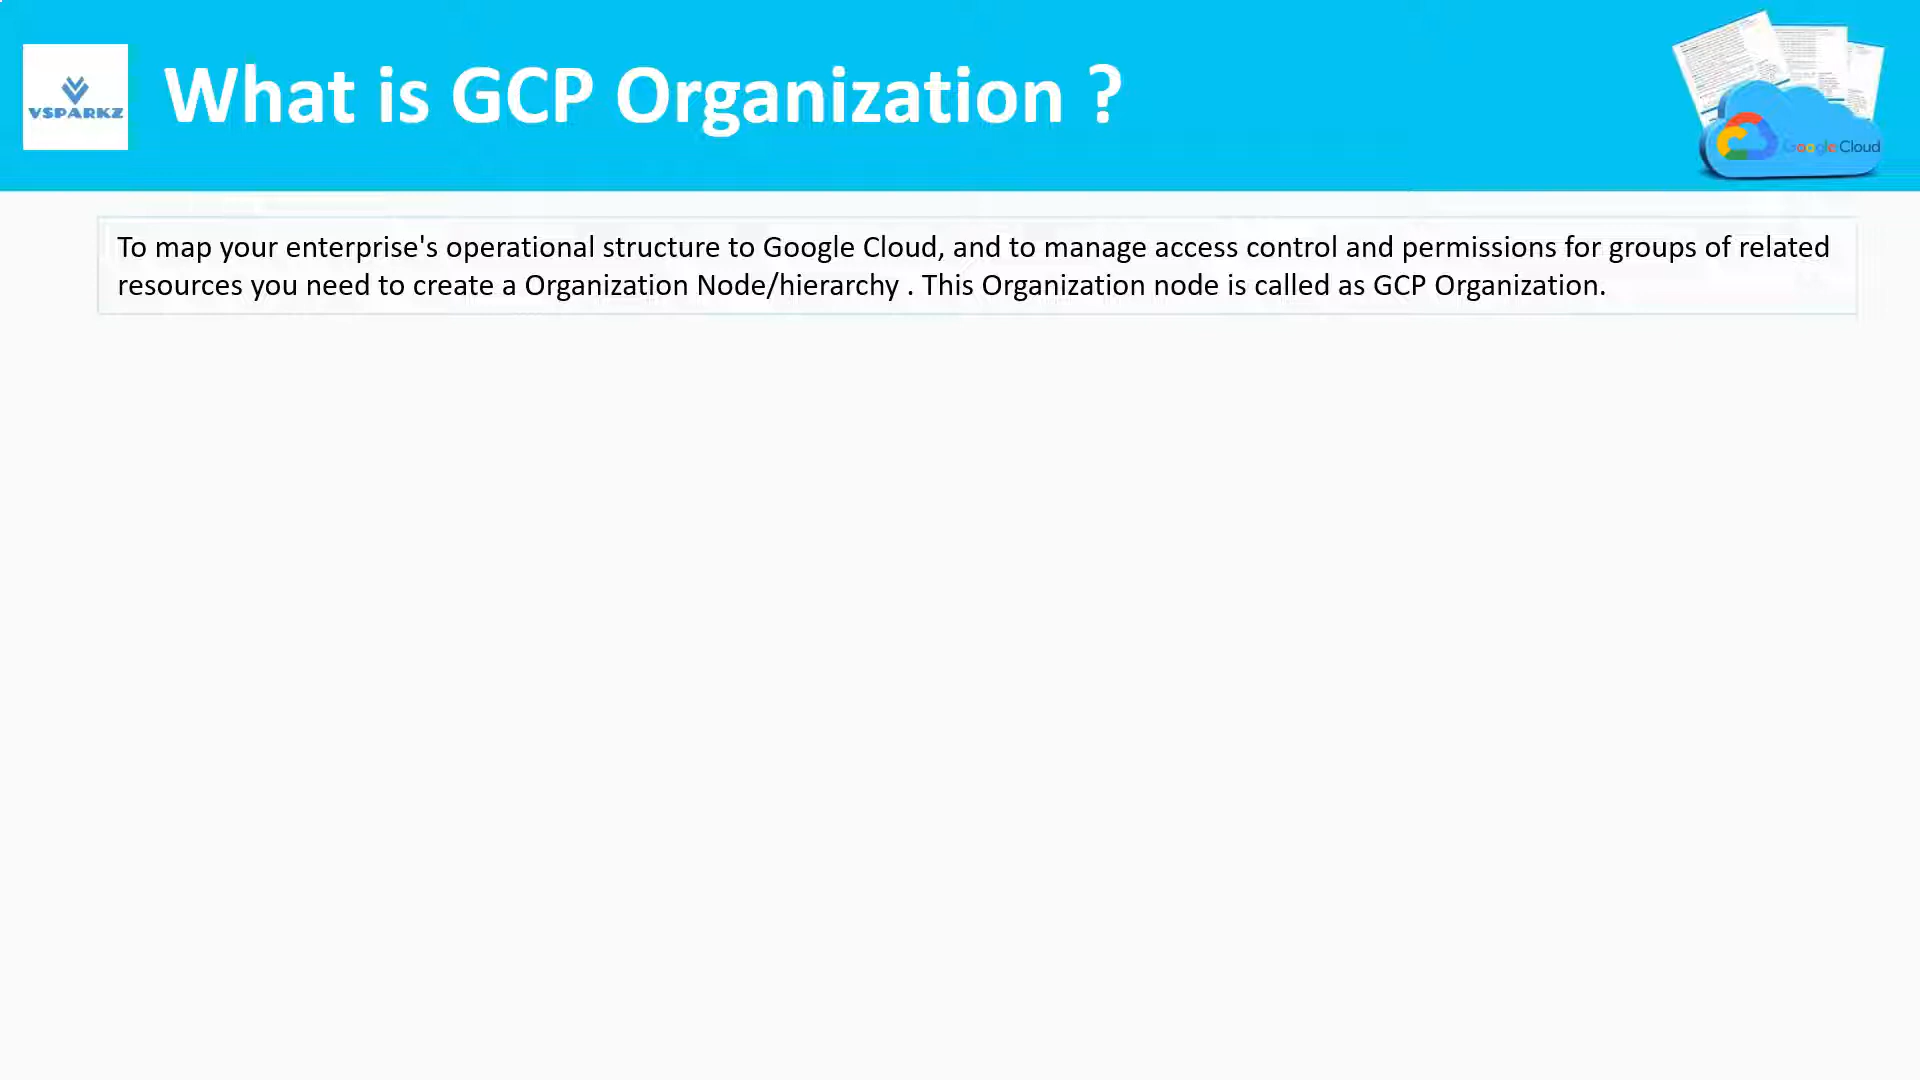 VSPARKZ
What is GCP Organization ?
Google Cloud
To map your enterprise's operational structure to Google Cloud, and to manage access control and permissions for groups of related
resources you need to create a Organization Node/hierarchy . This Organization node is called as GCP Organization.